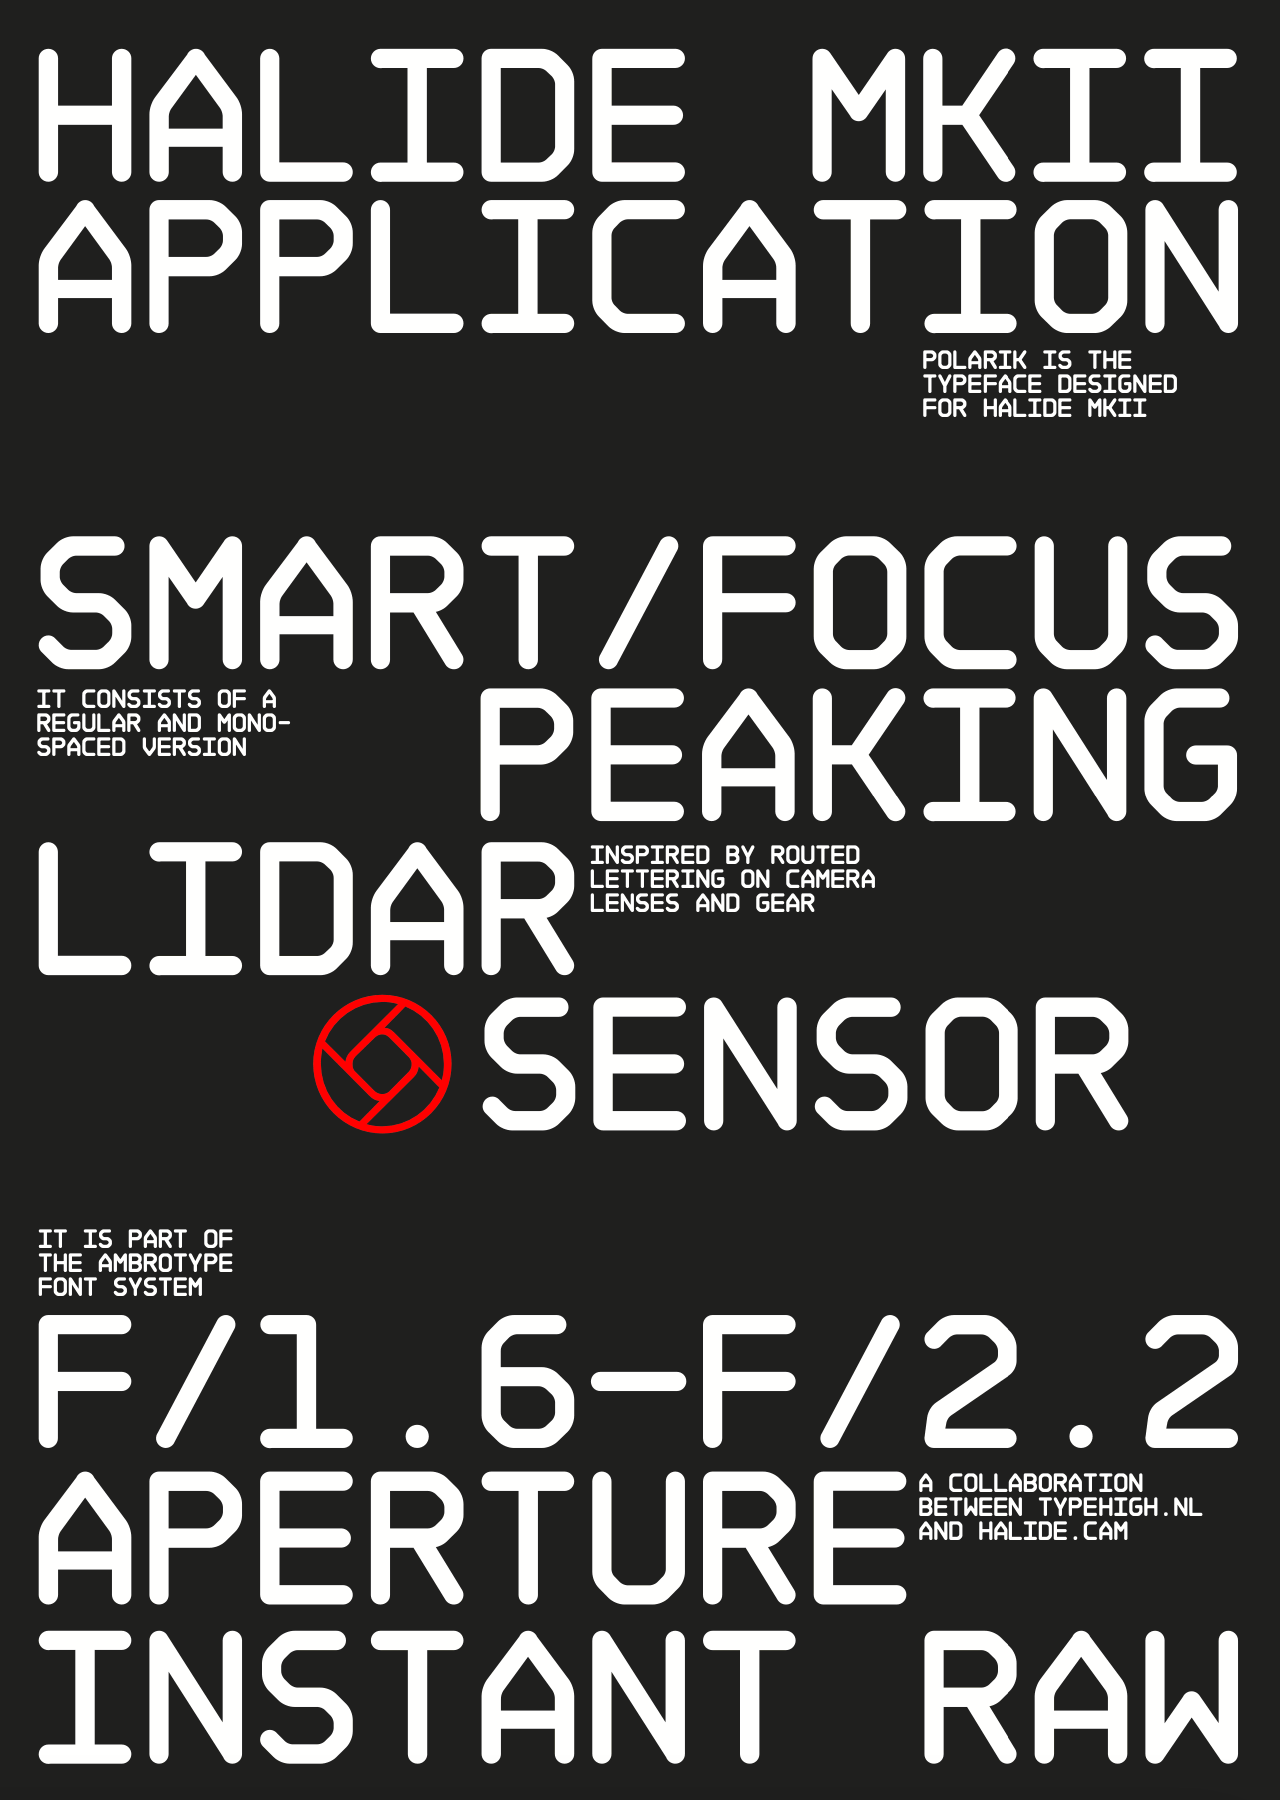 HALIDE MKII
APPLICATION
POLARIK IS THE
TYPEFACE DESIGNED
FOR HALIDE MKII
SMART/FOCUS
IT CONSISTS OF A
REGULAR AND MONO-
SPACED VERSION
PEAKING
LIDAR
INSPIRED BY ROUTED
LETTERING ON CAMERA
LENSES AND GEAR
SENSOR
IT IS PART OF
THE AMBROTYPE
FONT SYSTEM
F/1.6–F/2.2
APERTURE
A COLLABORATION
BETWEEN TYPEHIGH.NL
AND HALIDE.CAM
INSTANT RAW